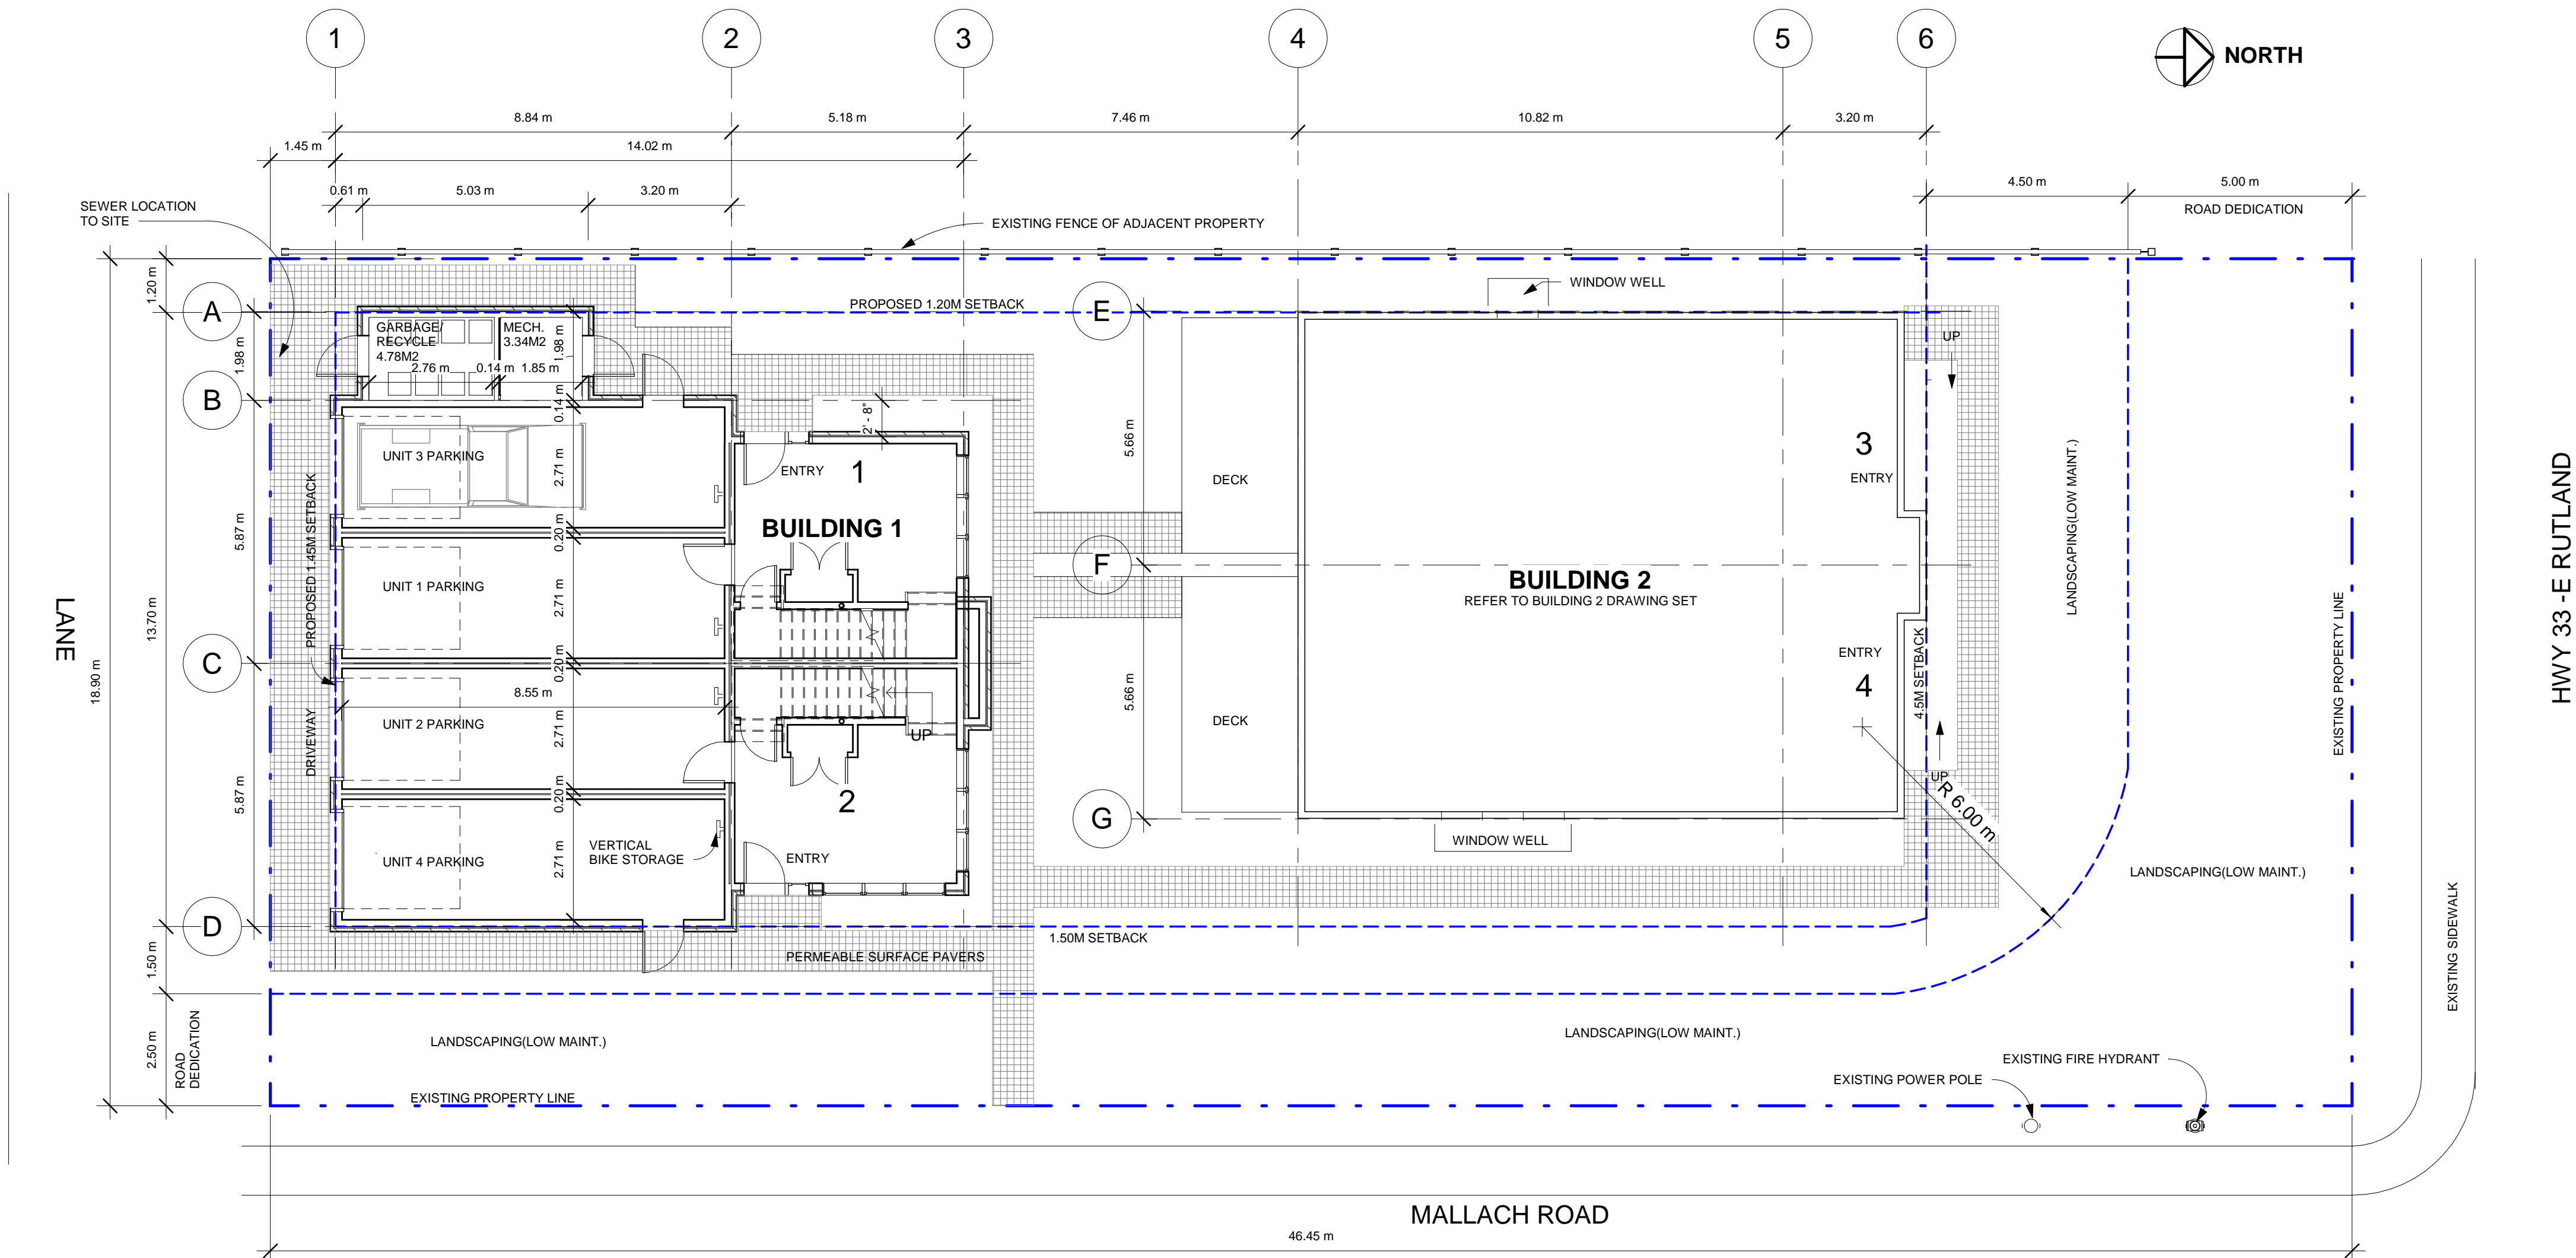 1
2
3
4
5
6
NORTH
8.84 m
5.18 m
7.46 m
10.82 m
3.20 m
1.45 m
14.02 m
0.61 m
5.03 m
3.20 m
4.50 m
5.00 m
ROAD DEDICATION
SEWER LOCATION
TO SITE
EXISTING FENCE OF ADJACENT PROPERTY
1.20 m
WINDOW WELL
PROPOSED 1.20M SETBACK
A
E
GARBAGE/
RECYCLE
4.78M2
MECH.
3.34M2
1.98 m
1.98 m
2.76 m
0.14 m
1.85 m
UP
B
0.14 m
2' - 8"
UNIT 3 PARKING
2.71 m
ENTRY
1
5.66 m
DECK
3
ENTRY
LANDSCAPING(LOW MAINT.)
HWY 33 -E RUTLAND
PROPOSED 1.45M SETBACK
5.87 m
0.20 m
BUILDING 1
F
BUILDING 2
REFER TO BUILDING 2 DRAWING SET
UNIT 1 PARKING
2.71 m
LANE
13.70 m
18.90 m
C
0.20 m
ENTRY
4
4.5M SETBACK
EXISTING PROPERTY LINE
8.55 m
UNIT 2 PARKING
2.71 m
UP
5.66 m
DECK
DRIVEWAY
UP
R 6.00 m
5.87 m
0.20 m
2
G
UNIT 4 PARKING
2.71 m
VERTICAL
BIKE STORAGE
ENTRY
WINDOW WELL
LANDSCAPING(LOW MAINT.)
D
1.50M SETBACK
1.50 m
PERMEABLE SURFACE PAVERS
EXISTING SIDEWALK
2.50 m
ROAD
DEDICATION
LANDSCAPING(LOW MAINT.)
LANDSCAPING(LOW MAINT.)
EXISTING FIRE HYDRANT
EXISTING POWER POLE
EXISTING PROPERTY LINE
MALLACH ROAD
46.45 m